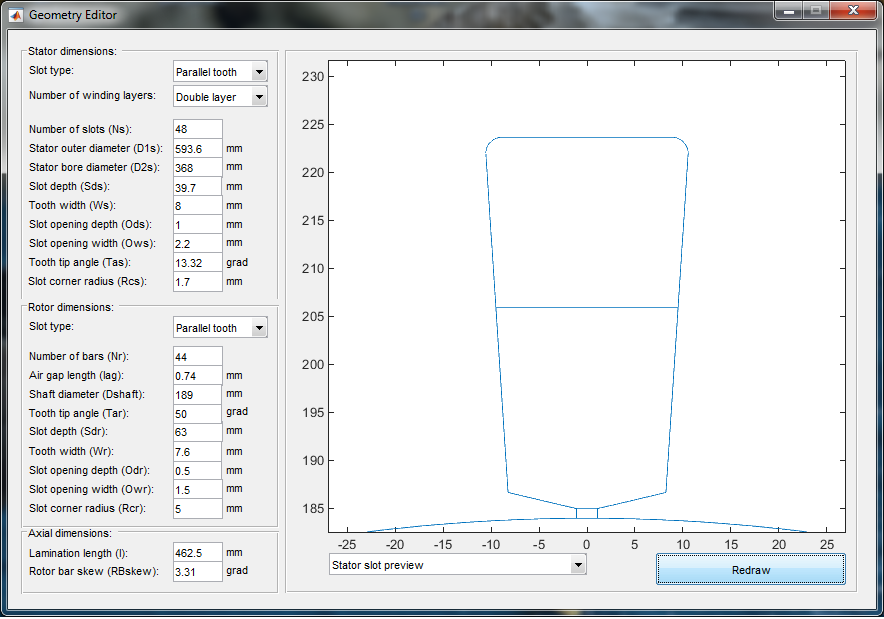 Geometry Editor
Stator dimensions:
Slot type: Parallel tooth
Number of winding layers: Double layer
Number of slots (Ns): 48
Stator outer diameter (D1s): 593.6 mm
Stator bore diameter (D2s): 368 mm
Slot depth (Sds): 39.7 mm
Tooth width (Ws): 8 mm
Slot opening depth (Ods): 1 mm
Slot opening width (Ows): 2.2 mm
Tooth tip angle (Tas): 13.32 grad
Slot corner radius (Rcs): 1.7 mm
Rotor dimensions:
Slot type: Parallel tooth
Number of bars (Nr): 44
Air gap length (lag): 0.74 mm
Shaft diameter (Dshaft): 189 mm
Tooth tip angle (Tar): 50 grad
Slot depth (Sdr): 63 mm
Tooth width (Wr): 7.6 mm
Slot opening depth (Odr): 0.5 mm
Slot opening width (Owr): 1.5 mm
Slot corner radius (Rcr): 5 mm
Axial dimensions:
Lamination length (l): 462.5 mm
Rotor bar skew (RBskew): 3.31 grad
230
225
220
215
210
205
200
195
190
185
-25 -20 -15 -10 -5 0 5 10 15 20 25
Stator slot preview
Redraw